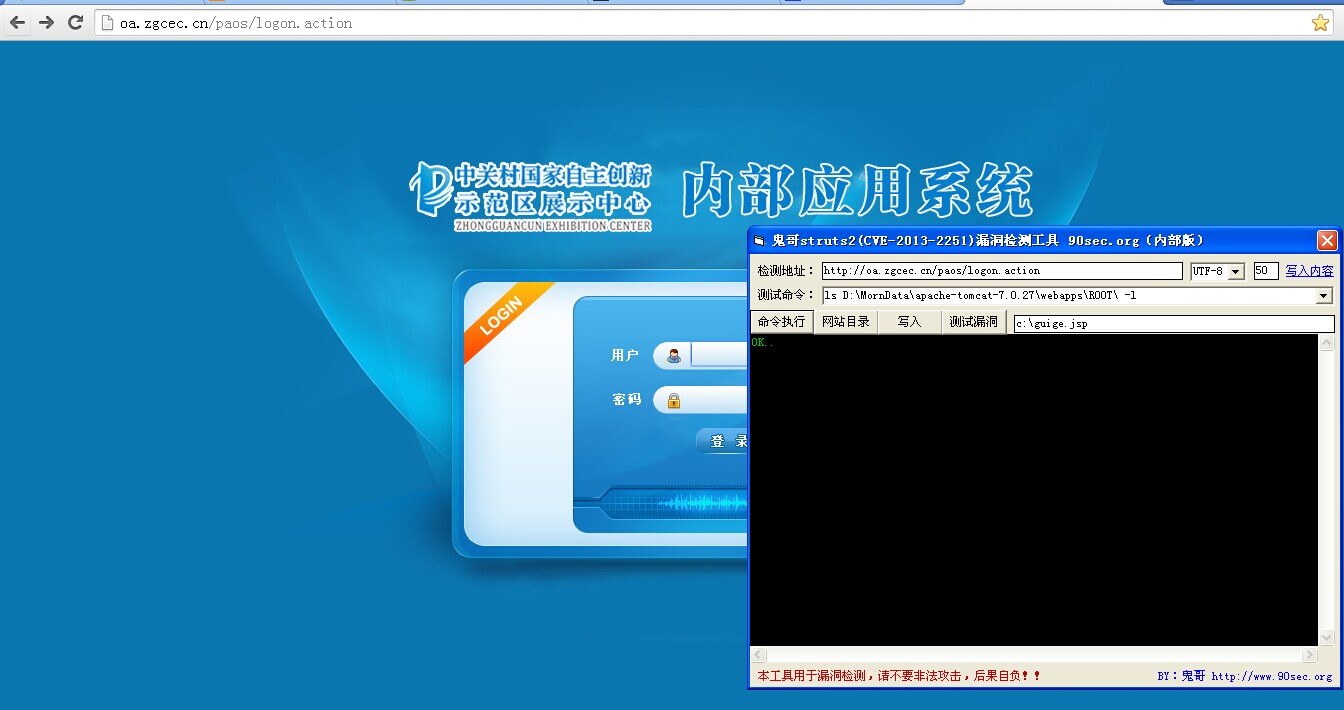 oa.zgcec.cn/paos/logon.action
中关村国家自主创新
示范区展示中心
ZHONGGUANCUN EXHIBITION CENTER
内部应用系统
LOGIN
用户
密码
登 录
鬼哥struts2(CVE-2013-2251)漏洞检测工具 90sec.org（内部版）
检测地址： http://oa.zgcec.cn/paos/logon.action UTF-8 50 写入内容
测试命令： ls D:\MornData\apache-tomcat-7.0.27\webapps\ROOT\ -l
命令执行 网站目录 写入 测试漏洞 c:\guige.jsp
OK..
本工具用于漏洞检测，请不要非法攻击，后果自负！！
BY：鬼哥 http://www.90sec.org